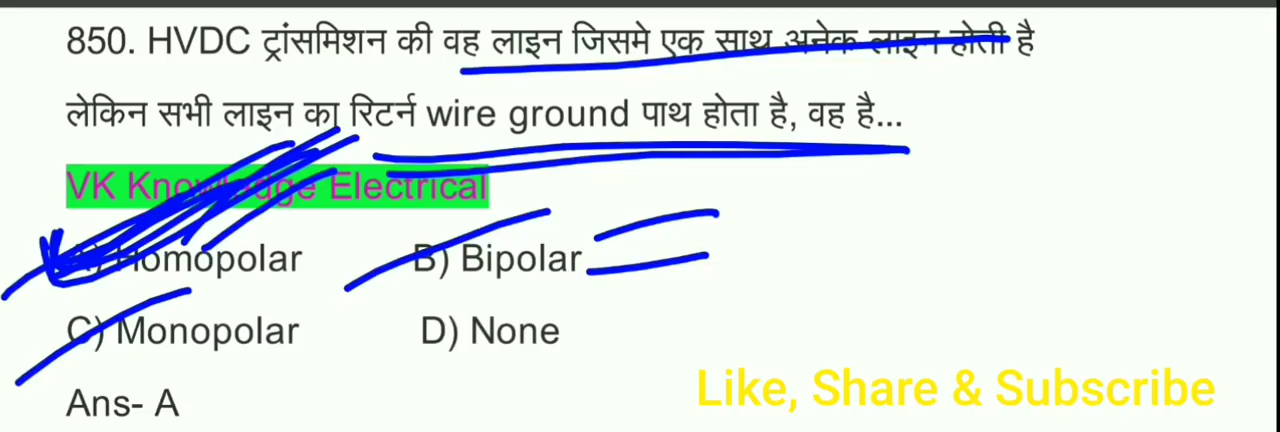 850. HVDC ट्रांसमिशन की वह लाइन जिसमे एक साथ अनेक लाइन होती है
लेकिन सभी लाइन का रिटर्न wire ground पाथ होता है, वह है...
VK Knowledge Electrical
A) Homopolar B) Bipolar
C) Monopolar D) None
Ans- A
Like, Share & Subscribe